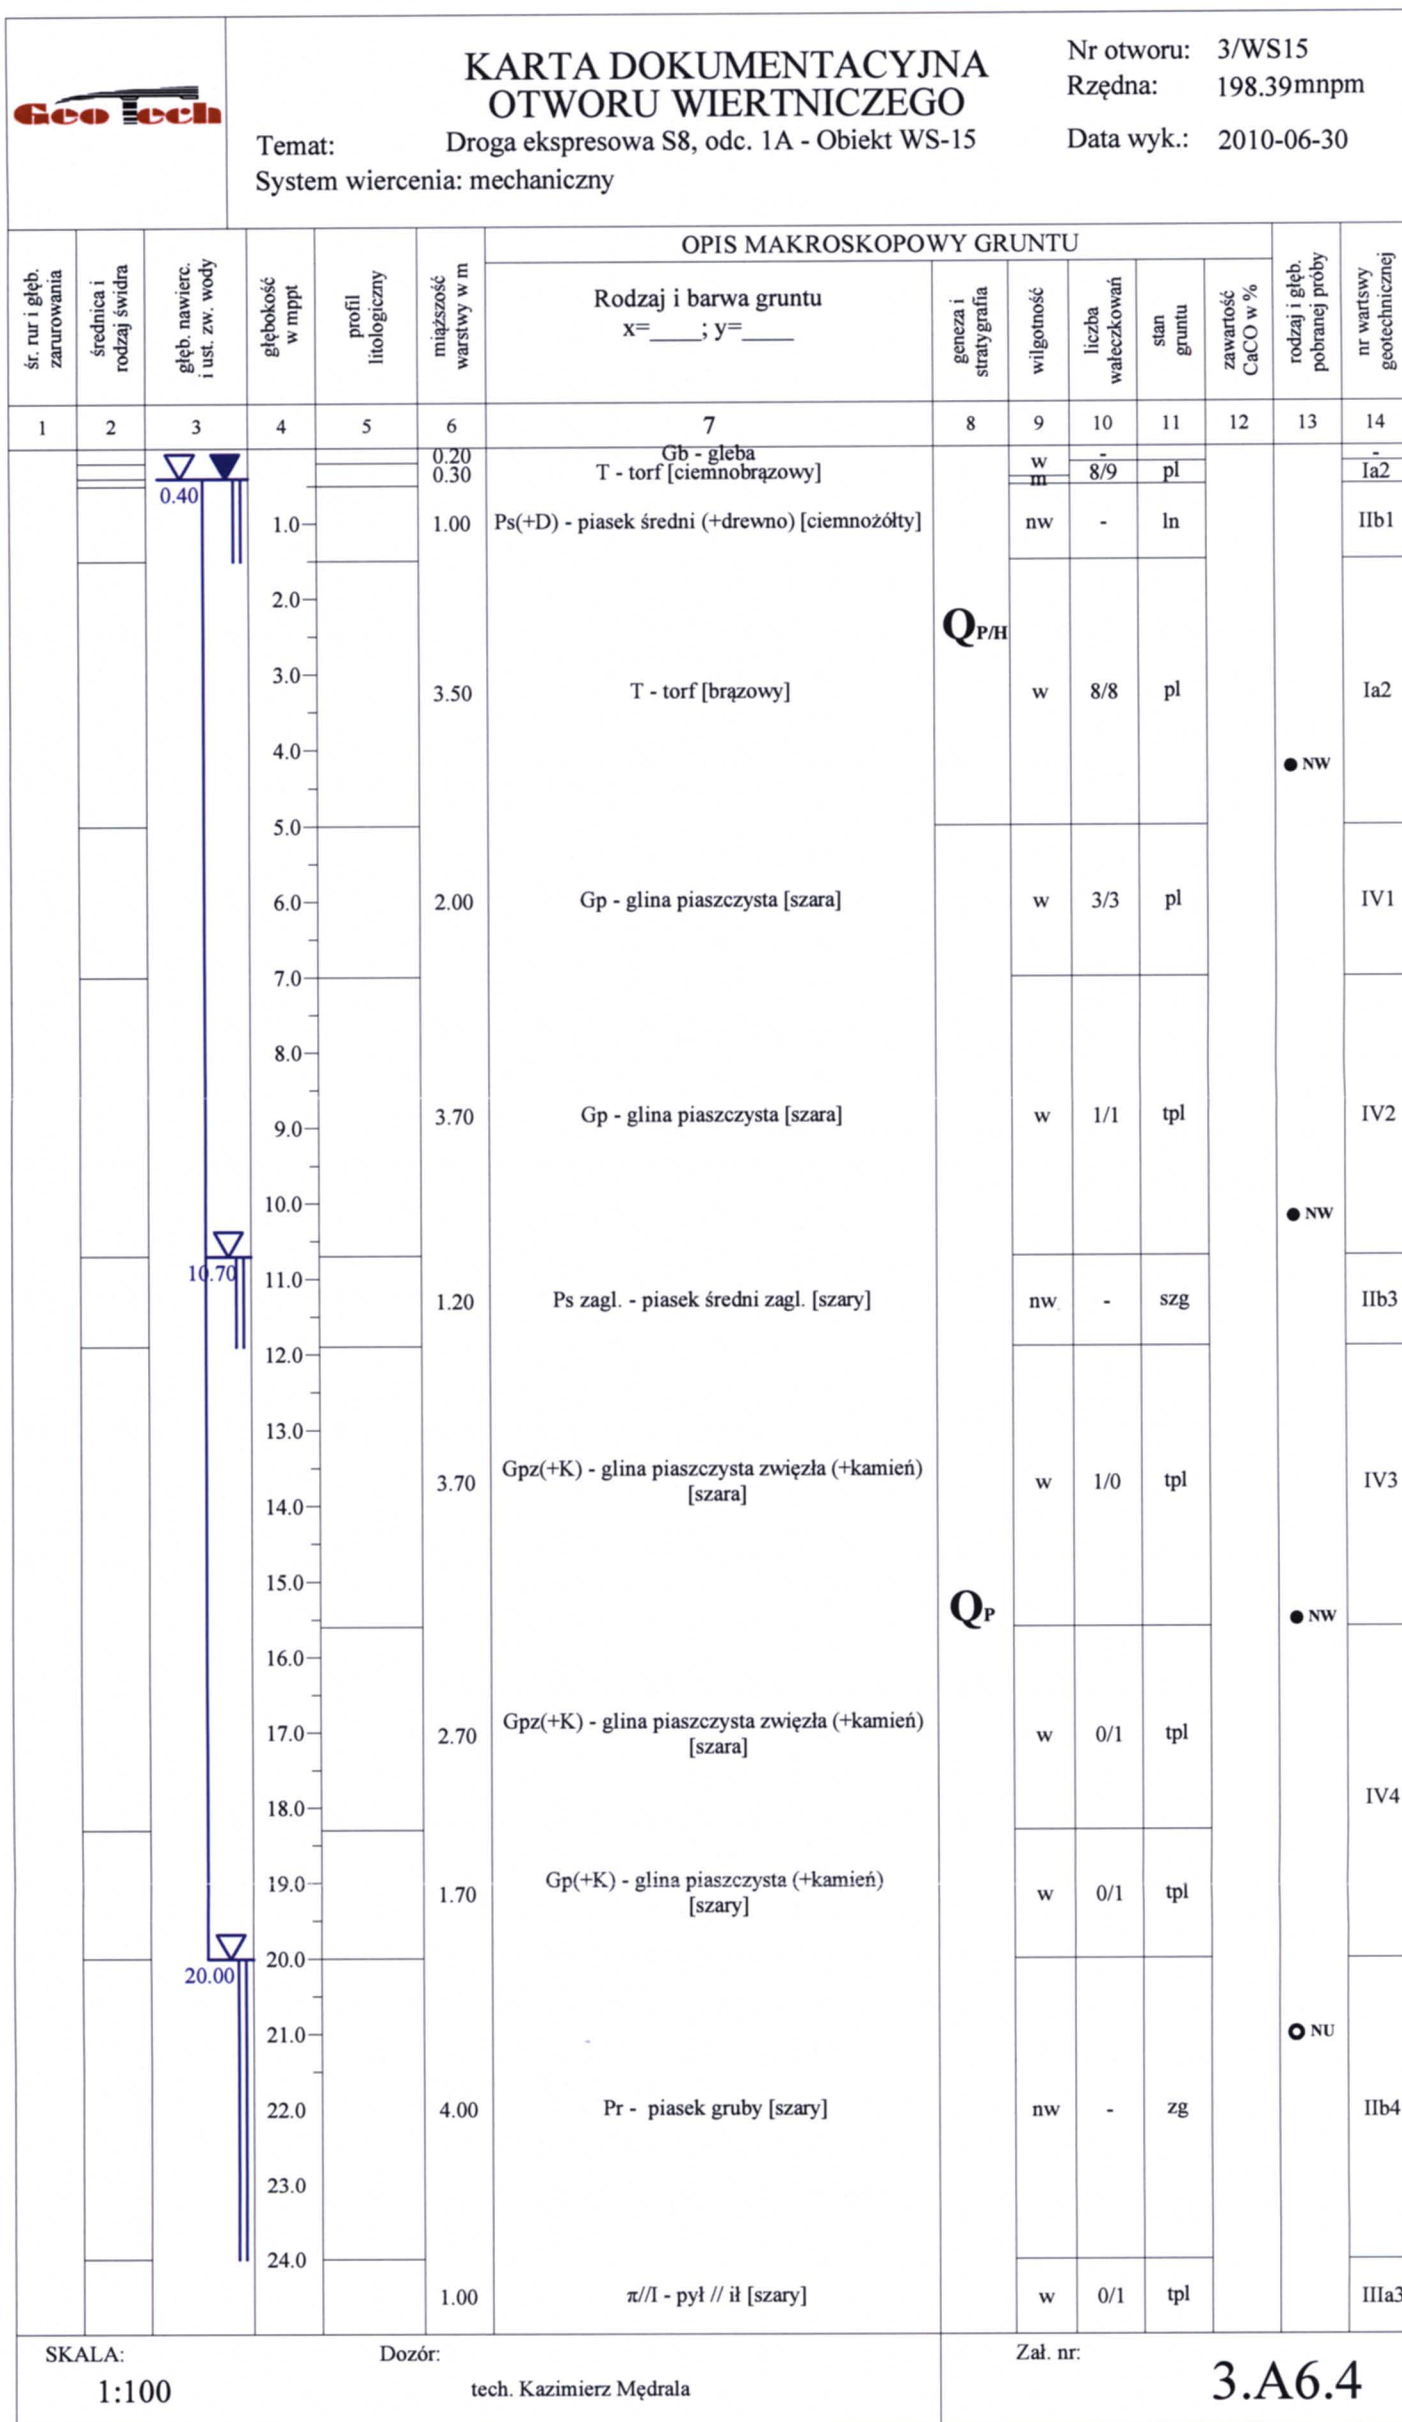 Geo Tech
KARTA DOKUMENTACYJNA
OTWORU WIERTNICZEGO
Temat: Droga ekspresowa S8, odc. 1A - Obiekt WS-15
System wiercenia: mechaniczny
Nr otworu: 3/WS15
Rzędna: 198.39mnpm
Data wyk.: 2010-06-30
śr. rur i głęb.
zarurowania
średnica i
rodzaj świdra
głęb. nawierc.
i ust. zw. wody
głębokość
w mppt
profil
litologiczny
miąższość
warstwy w m
OPIS MAKROSKOPOWY GRUNTU
Rodzaj i barwa gruntu
x=____; y=____
geneza i
stratygrafia
wilgotność
liczba
wałeczkowań
stan
gruntu
zawartość
CaCO w %
rodzaj i głęb.
pobranej próby
nr wartswy
geotechnicznej
1 2 3 4 5 6 7 8 9 10 11 12 13 14
0.20 Gb - gleba w - -
0.30 T - torf [ciemnobrązowy] m 8/9 pl Ia2
0.40
1.0 1.00 Ps(+D) - piasek średni (+drewno) [ciemnożółty] nw - ln IIb1
2.0
QP/H
3.0
3.50 T - torf [brązowy] w 8/8 pl Ia2
4.0
NW
5.0
6.0 2.00 Gp - glina piaszczysta [szara] w 3/3 pl IV1
7.0
8.0
9.0 3.70 Gp - glina piaszczysta [szara] w 1/1 tpl IV2
10.0
NW
10.70
11.0
1.20 Ps zagl. - piasek średni zagl. [szary] nw - szg IIb3
12.0
13.0
3.70 Gpz(+K) - glina piaszczysta zwięzła (+kamień)
[szara] w 1/0 tpl IV3
14.0
15.0
QP
NW
16.0
17.0 2.70 Gpz(+K) - glina piaszczysta zwięzła (+kamień)
[szara] w 0/1 tpl
IV4
18.0
19.0 1.70 Gp(+K) - glina piaszczysta (+kamień)
[szary] w 0/1 tpl
20.0
20.00
21.0
NU
22.0 4.00 Pr - piasek gruby [szary] nw - zg IIb4
23.0
24.0
1.00 π//I - pył // ił [szary] w 0/1 tpl IIIa3
SKALA:
1:100
Dozór:
tech. Kazimierz Mędrala
Zał. nr:
3.A6.4